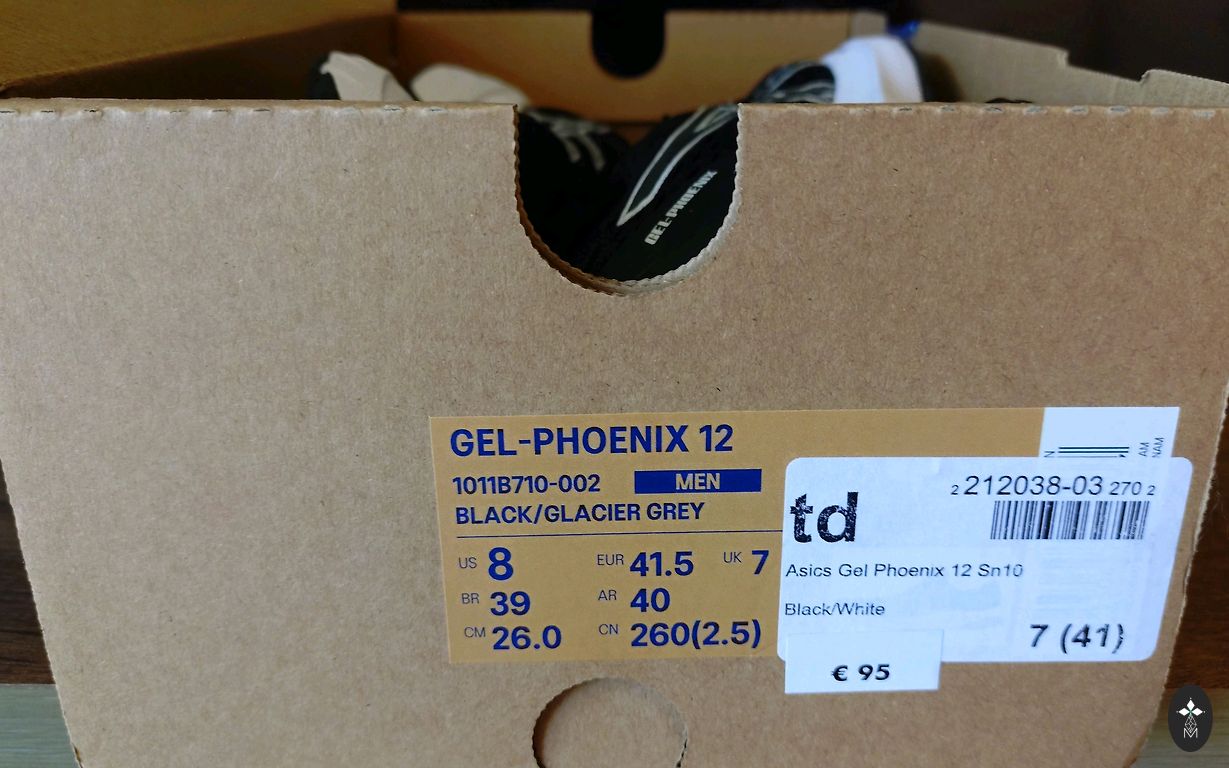 GEL-PHOENIX
GEL-PHOENIX 12
1011B710-002 MEN
BLACK/GLACIER GREY
US 8 EUR 41.5 UK 7
BR 39 AR 40
CM 26.0 CN 260(2.5)
N
AM
NAM
2 212038-03 270 2
td
Asics Gel Phoenix 12 Sn10
Black/White
7 (41)
€ 95
M